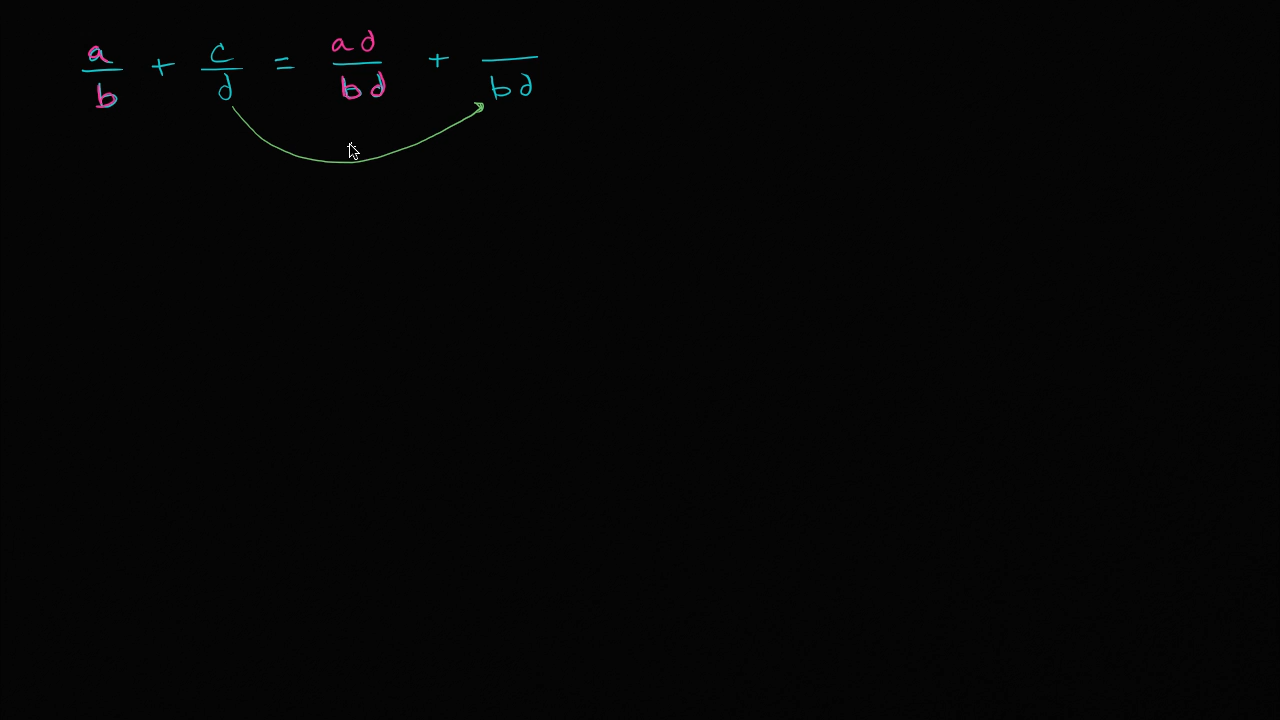 a/b + c/d = ad/bd + /bd